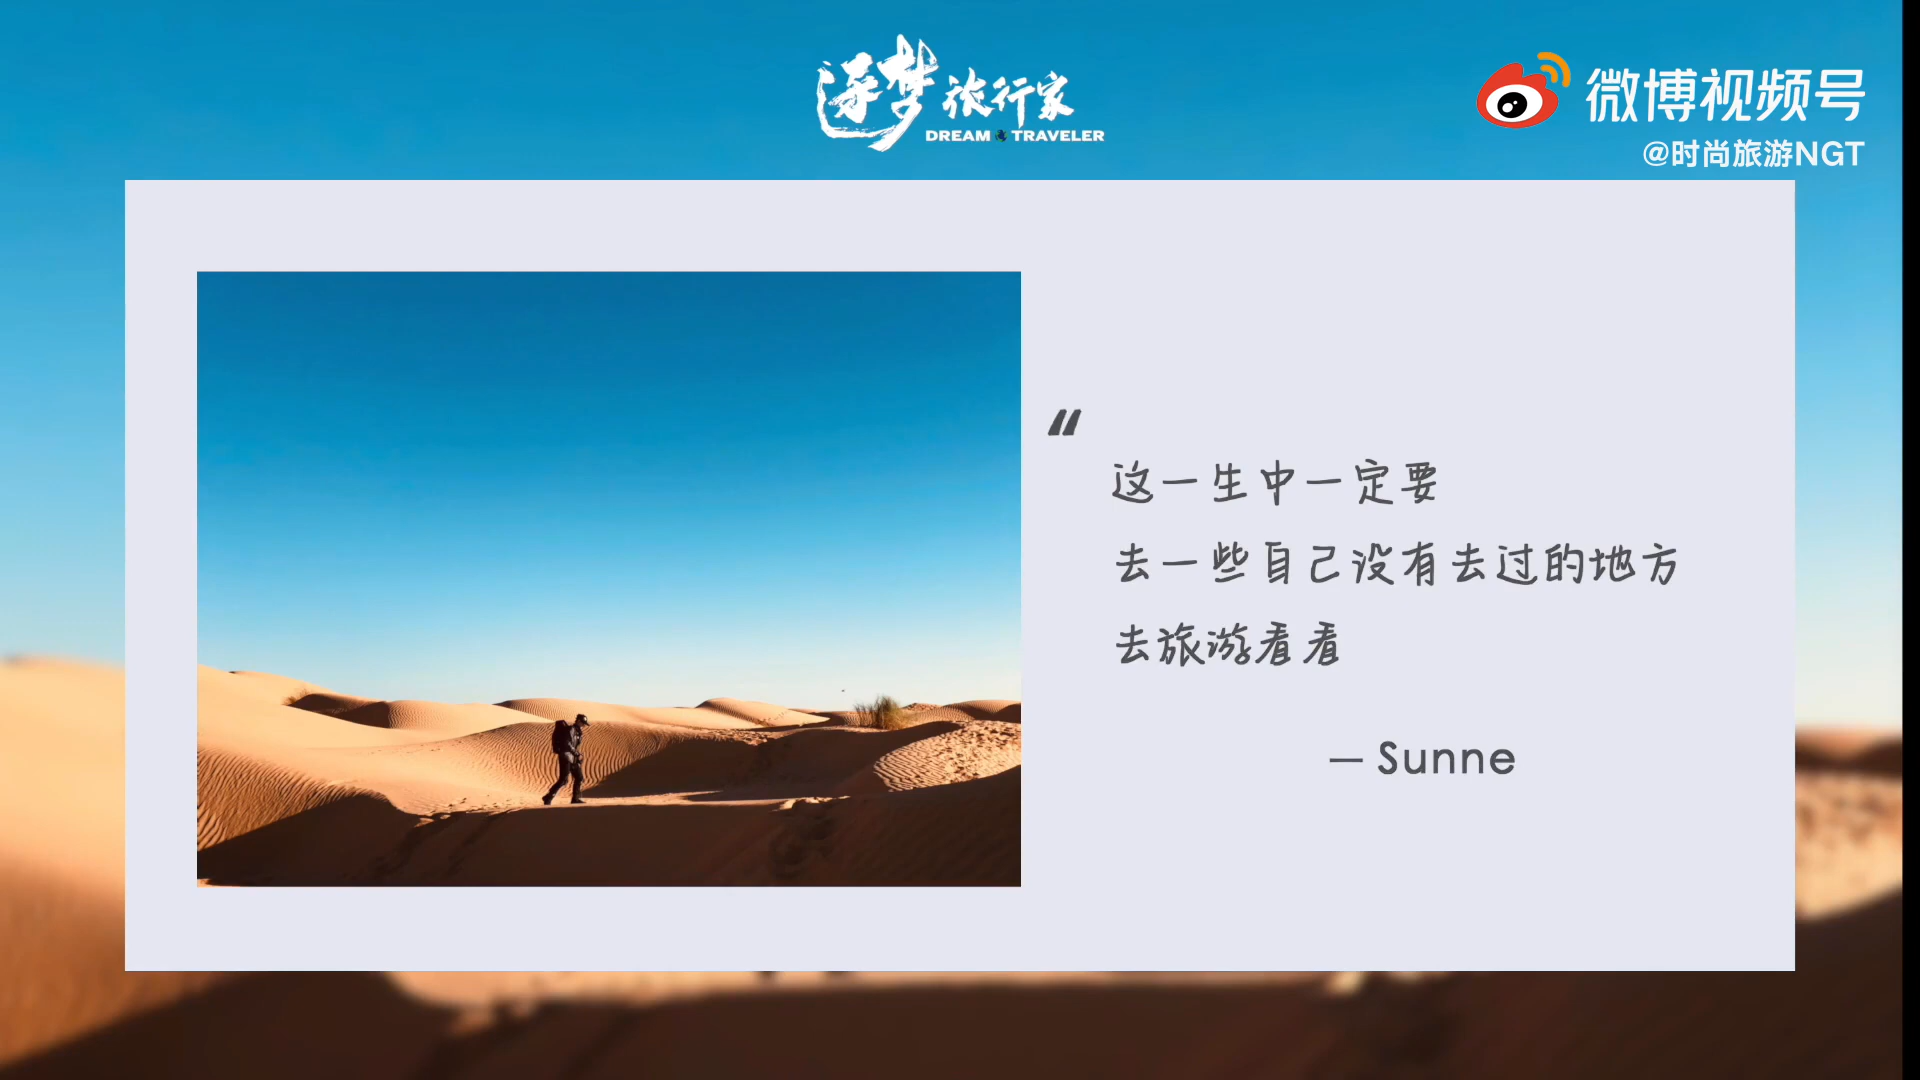 逐梦旅行家
DREAM TRAVELER
微博视频号
@时尚旅游NGT
“
这一生中一定要
去一些自己没有去过的地方
去旅游看看
— Sunne